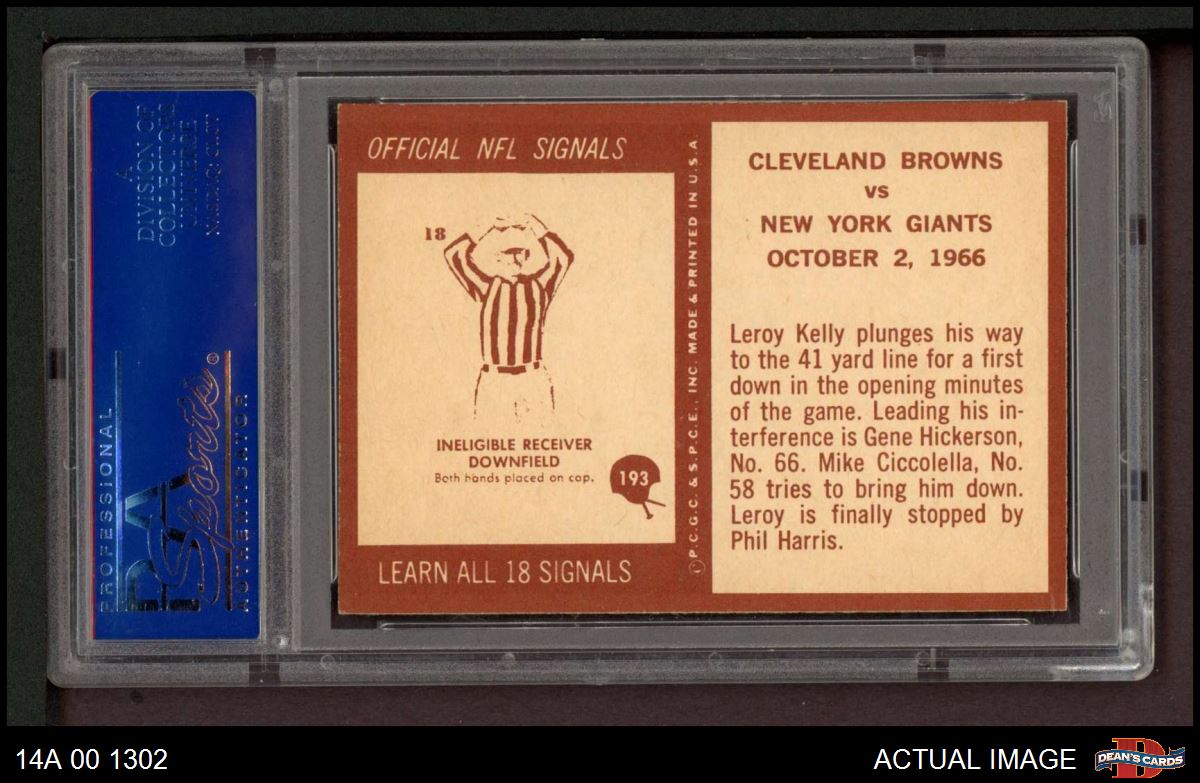 A
DIVISION OF
COLLECTORS
UNIVERSE
NASDAQ: CLCT
PROFESSIONAL
PSA
Sports®
AUTHENTICATOR
OFFICIAL NFL SIGNALS
18
INELIGIBLE RECEIVER
DOWNFIELD
Both hands placed on cap.
193
LEARN ALL 18 SIGNALS
©P.C.G.C. & S.P.C.E., INC. MADE & PRINTED IN U.S.A.
CLEVELAND BROWNS
VS
NEW YORK GIANTS
OCTOBER 2, 1966
Leroy Kelly plunges his way
to the 41 yard line for a first
down in the opening minutes
of the game. Leading his in-
terference is Gene Hickerson,
No. 66. Mike Ciccolella, No.
58 tries to bring him down.
Leroy is finally stopped by
Phil Harris.
14A 00 1302
ACTUAL IMAGE
D
DEAN'S CARDS